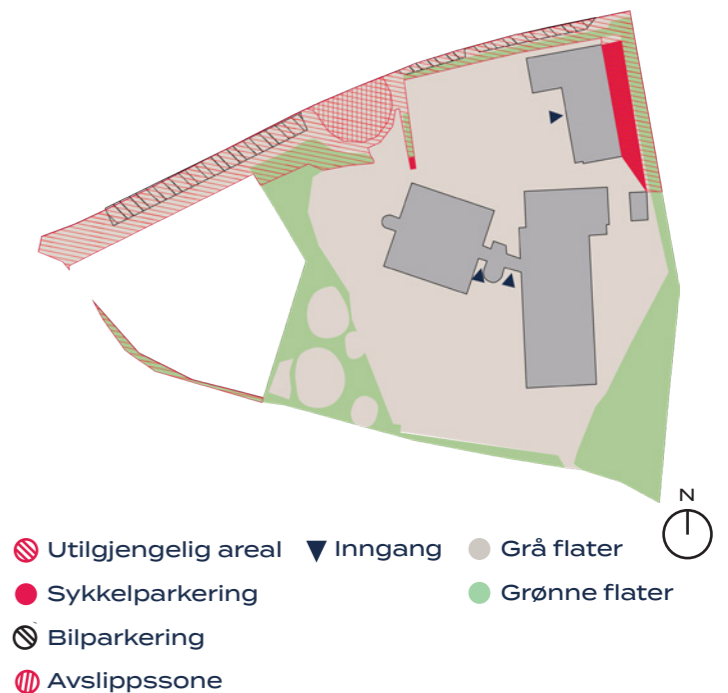 N
Utilgjengelig areal
Inngang
Grå flater
Sykkelparkering
Grønne flater
Bilparkering
Avslippssone